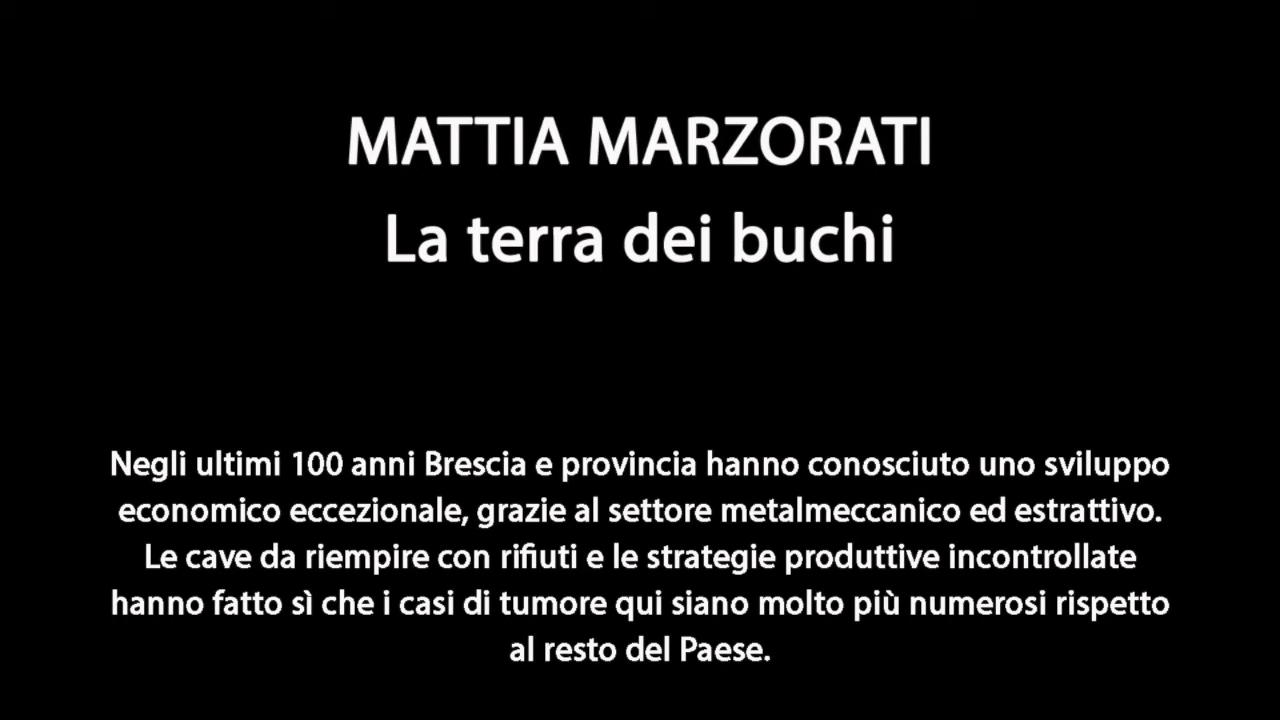 MATTIA MARZORATI
La terra dei buchi
Negli ultimi 100 anni Brescia e provincia hanno conosciuto uno sviluppo
economico eccezionale, grazie al settore metalmeccanico ed estrattivo.
Le cave da riempire con rifiuti e le strategie produttive incontrollate
hanno fatto sì che i casi di tumore qui siano molto più numerosi rispetto
al resto del Paese.